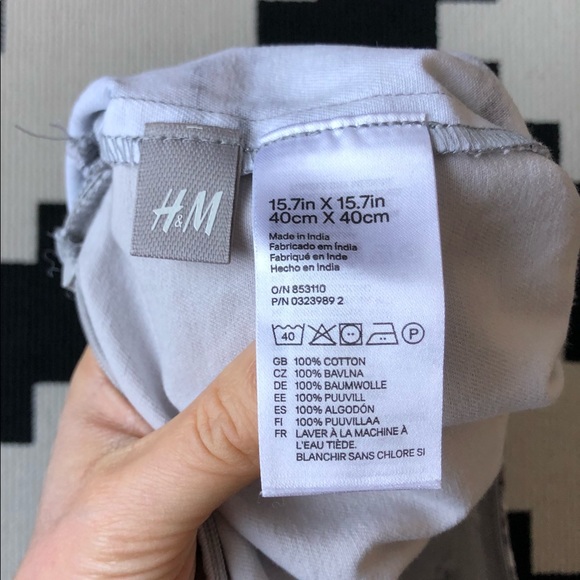 H&M
15.7in X 15.7in
40cm X 40cm
Made in India
Fabricado em Índia
Fabriqué en Inde
Hecho en India
O/N 853110
P/N 0323989 2
40 P
GB 100% COTTON
CZ 100% BAVLNA
DE 100% BAUMWOLLE
EE 100% PUUVILL
ES 100% ALGODÓN
FI 100% PUUVILLAA
FR LAVER À LA MACHINE À
L'EAU TIÈDE.
BLANCHIR SANS CHLORE SI